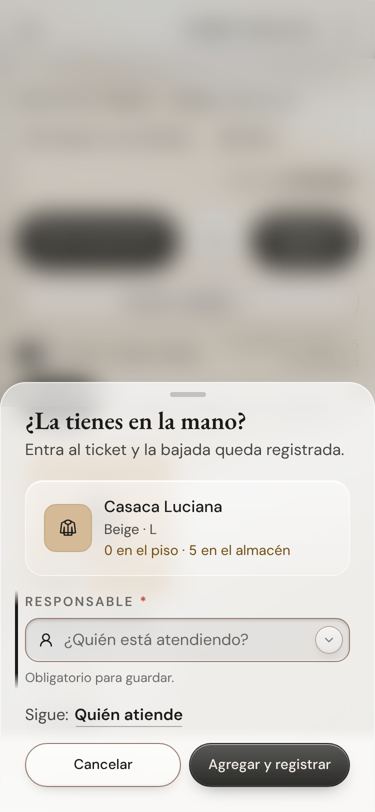 ¿La tienes en la mano?
Entra al ticket y la bajada queda registrada.
Casaca Luciana
Beige · L
0 en el piso · 5 en el almacén
RESPONSABLE *
¿Quién está atendiendo?
Obligatorio para guardar.
Sigue: Quién atiende
Cancelar
Agregar y registrar